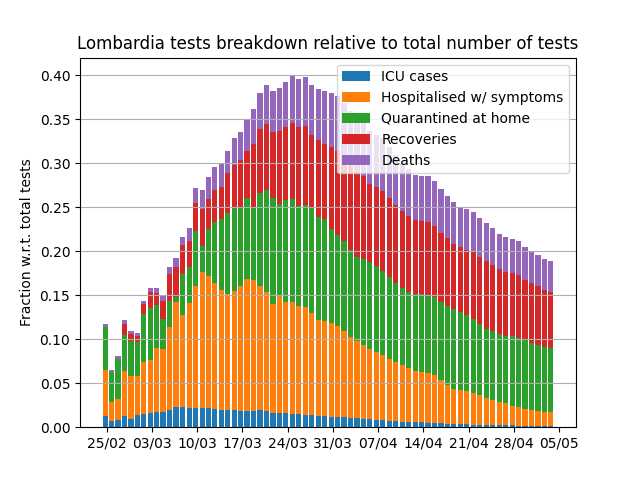 Lombardia tests breakdown relative to total number of tests
Fraction w.r.t. total tests
0.40
0.35
0.30
0.25
0.20
0.15
0.10
0.05
0.00
ICU cases
Hospitalised w/ symptoms
Quarantined at home
Recoveries
Deaths
25/02 03/03 10/03 17/03 24/03 31/03 07/04 14/04 21/04 28/04 05/05